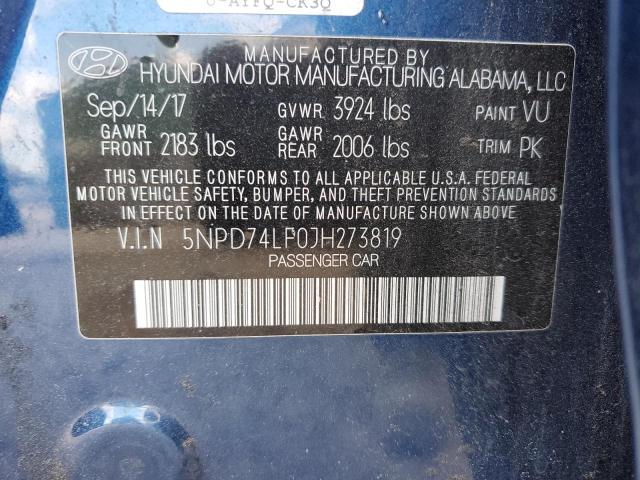 MANUFACTURED BY
HYUNDAI MOTOR MANUFACTURING ALABAMA, LLC
Sep/14/17 GVWR 3924 lbs PAINT VU
GAWR FRONT 2183 lbs GAWR REAR 2006 lbs TRIM PK
THIS VEHICLE CONFORMS TO ALL APPLICABLE U.S.A. FEDERAL
MOTOR VEHICLE SAFETY, BUMPER, AND THEFT PREVENTION STANDARDS
IN EFFECT ON THE DATE OF MANUFACTURE SHOWN ABOVE.
V.I.N 5NPD74LF0JH273819
PASSENGER CAR